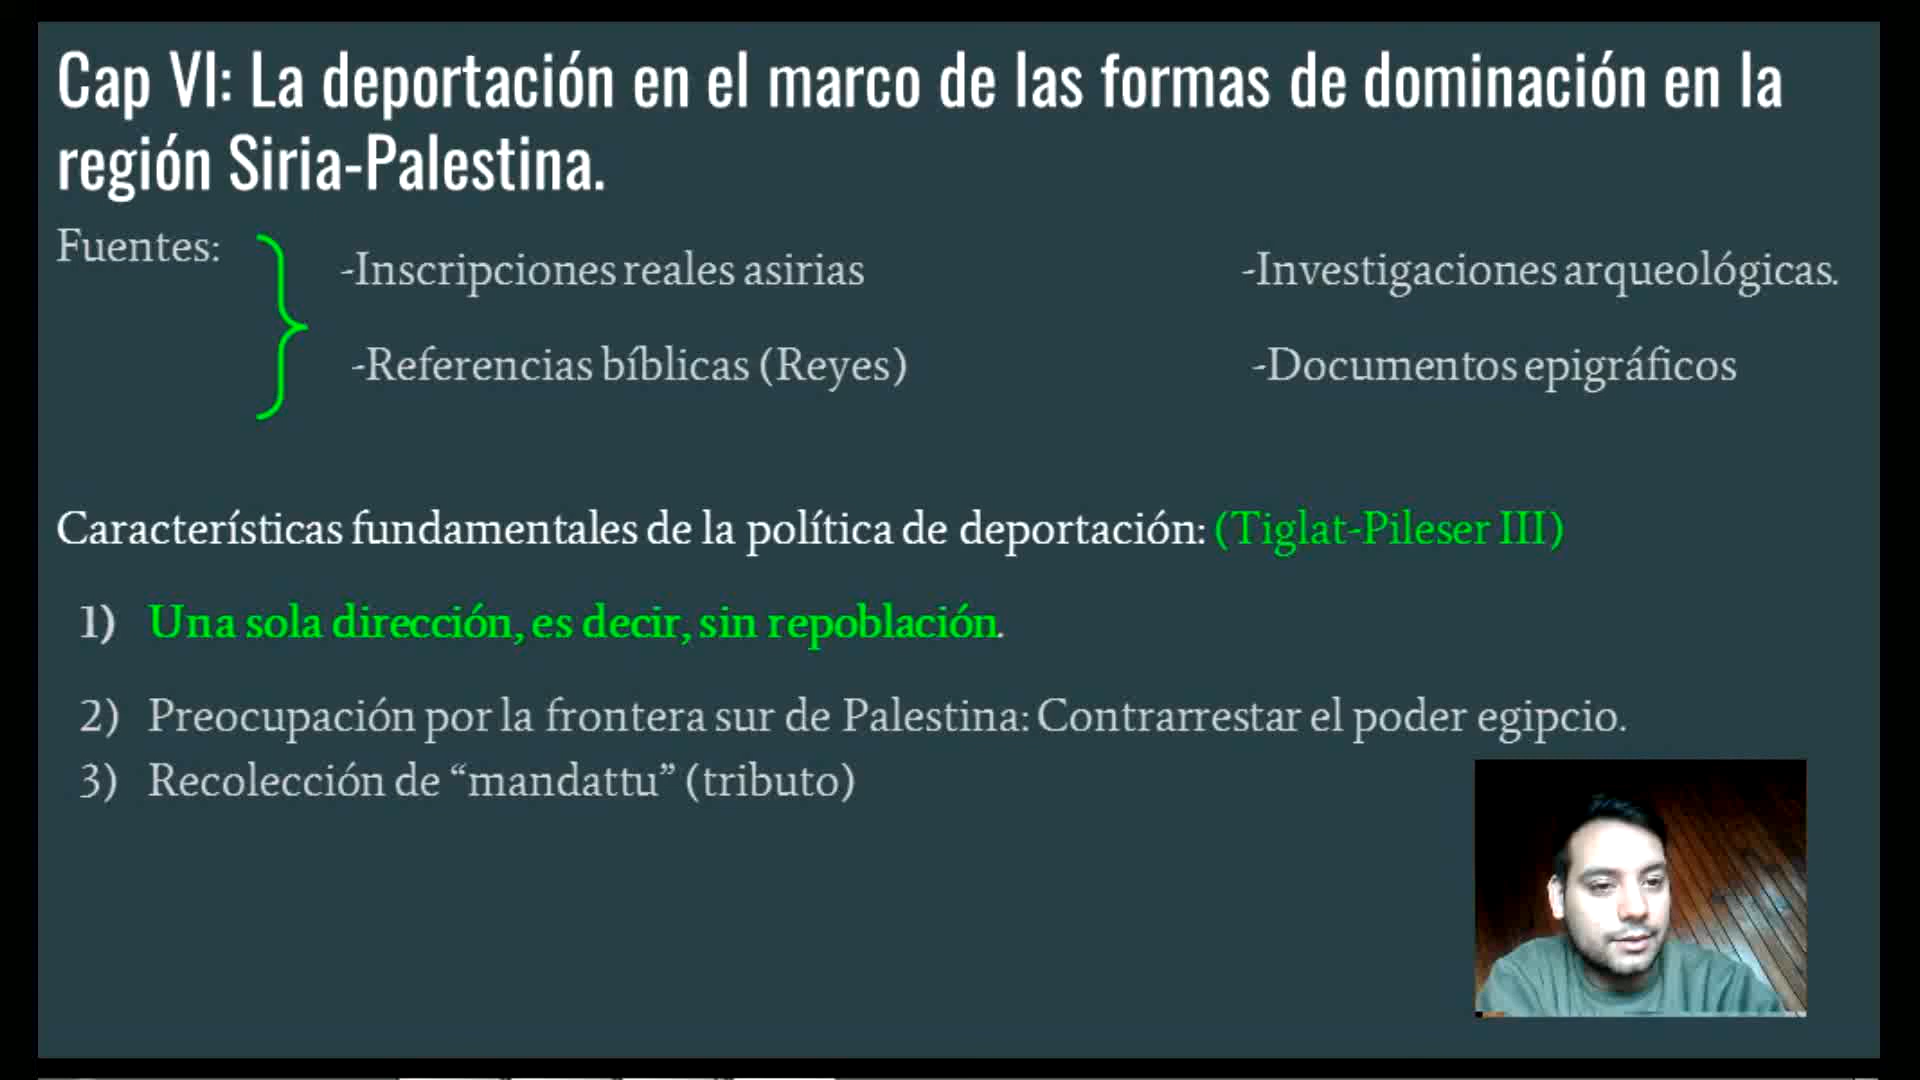 Cap VI: La deportación en el marco de las formas de dominación en la
región Siria-Palestina.
Fuentes:
-Inscripciones reales asirias
-Investigaciones arqueológicas.
-Referencias bíblicas (Reyes)
-Documentos epigráficos
Características fundamentales de la política de deportación: (Tiglat-Pileser III)
1) Una sola dirección, es decir, sin repoblación.
2) Preocupación por la frontera sur de Palestina: Contrarrestar el poder egipcio.
3) Recolección de “mandattu” (tributo)